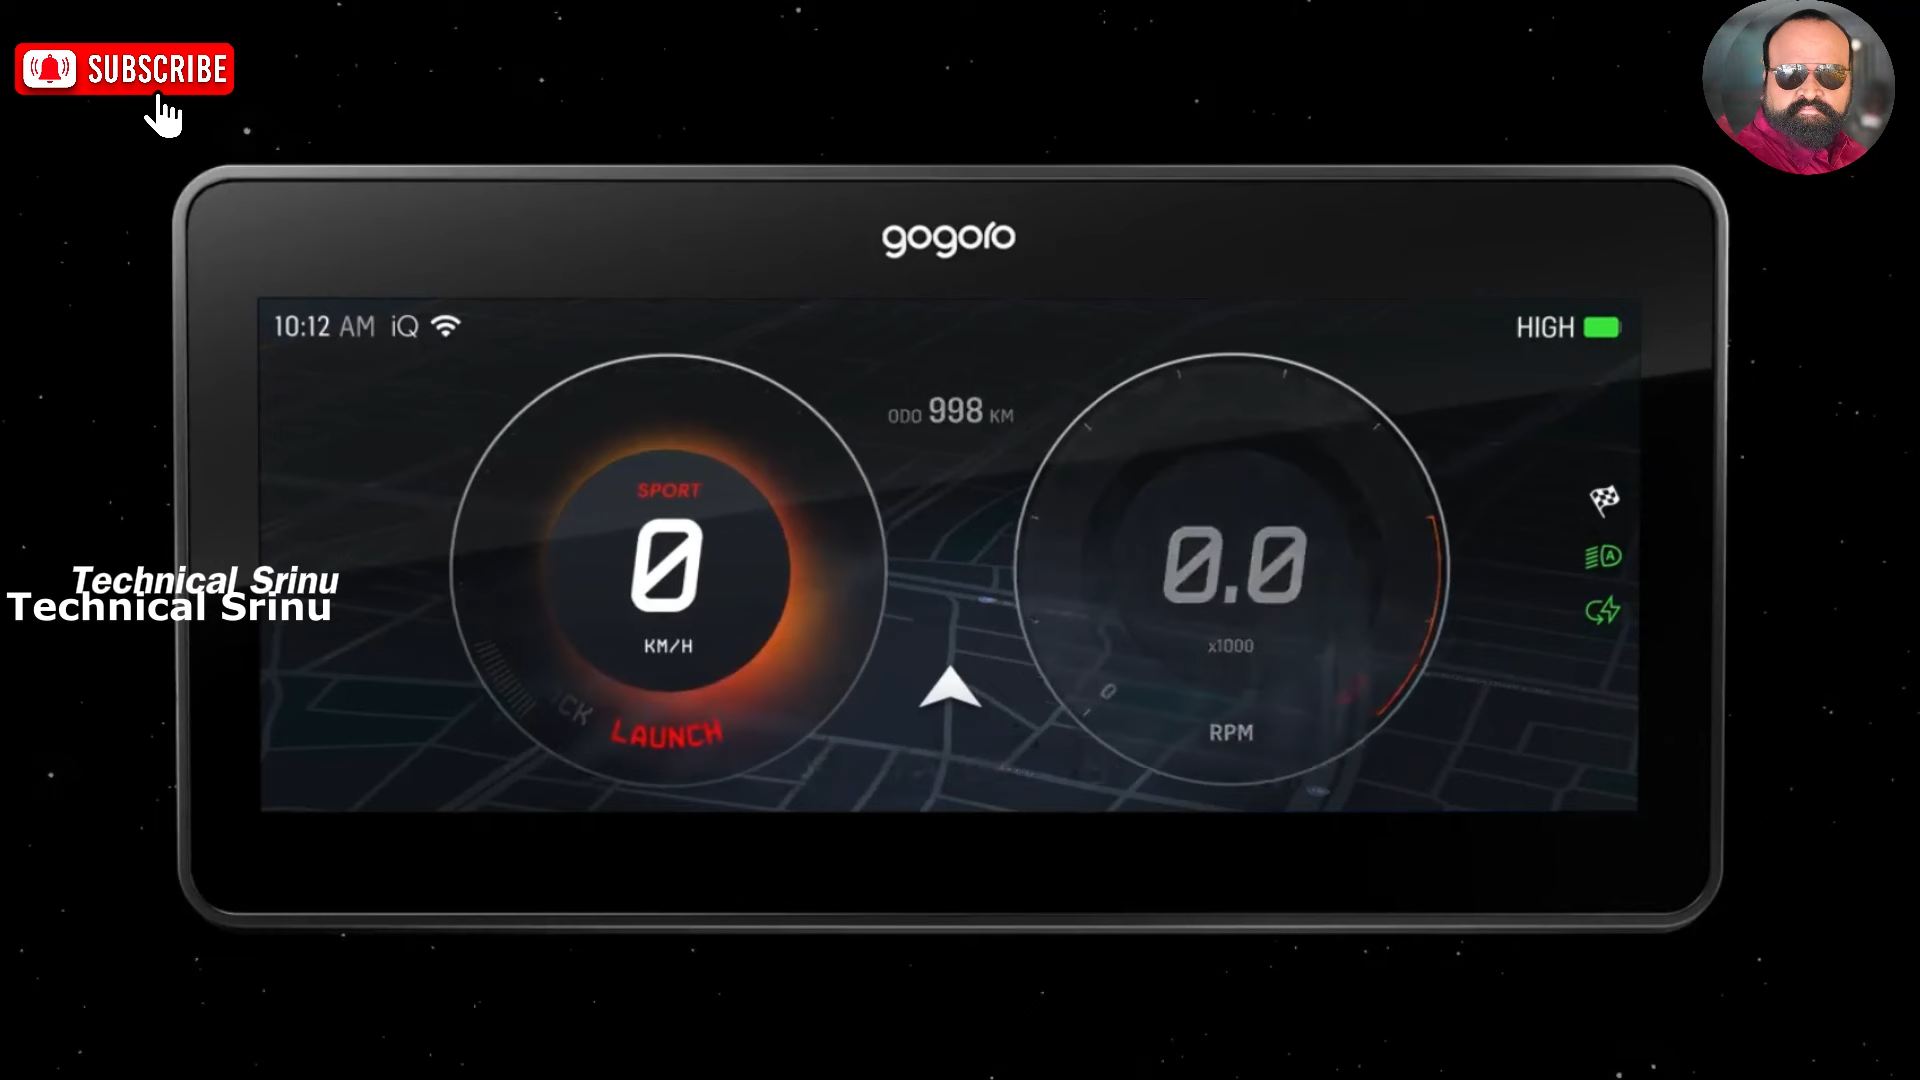 SUBSCRIBE
gogoro
10:12 AM iQ
HIGH
ODO 998 KM
SPORT
0
KM/H
LAUNCH
0.0
x1000
0
RPM
A
Technical Srinu
Technical Srinu